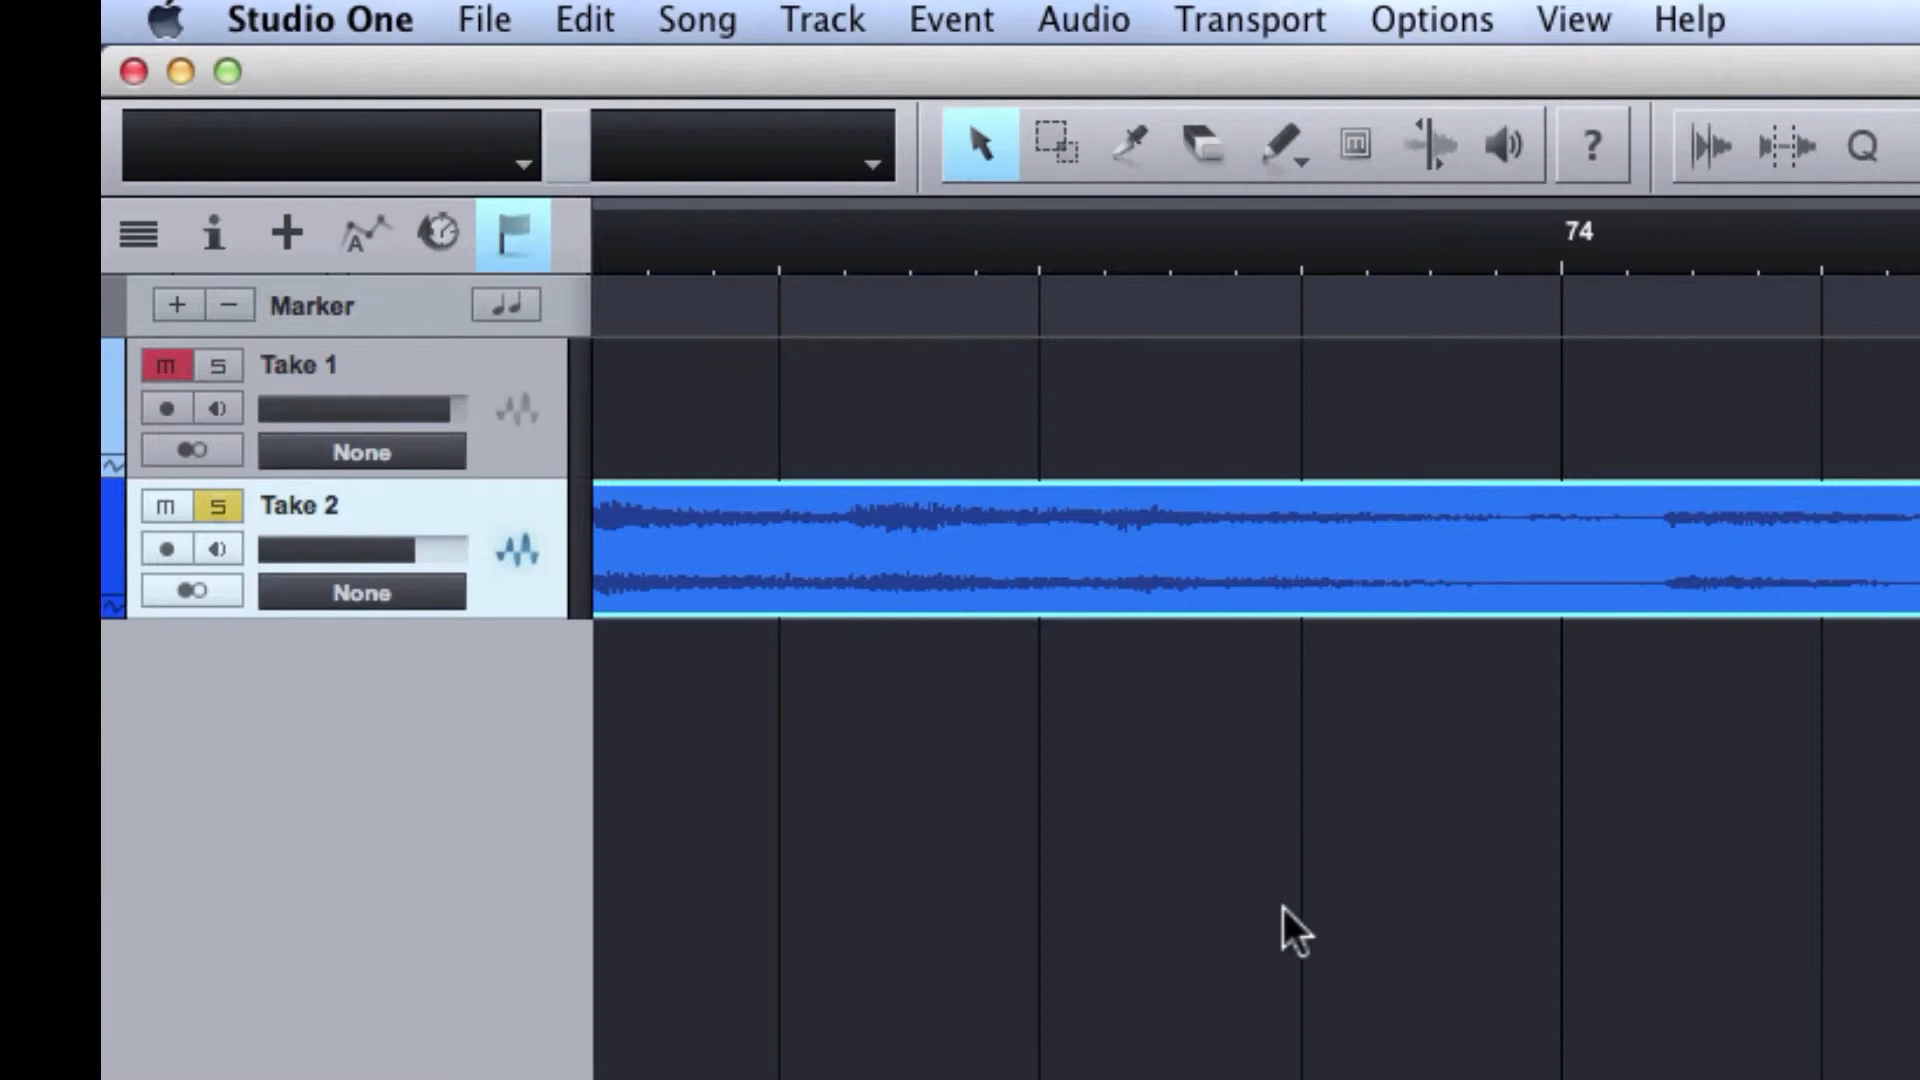 Studio One File Edit Song Track Event Audio Transport Options View Help
? Q
i + A
74
+ − Marker
m S Take 1
None
m S Take 2
None